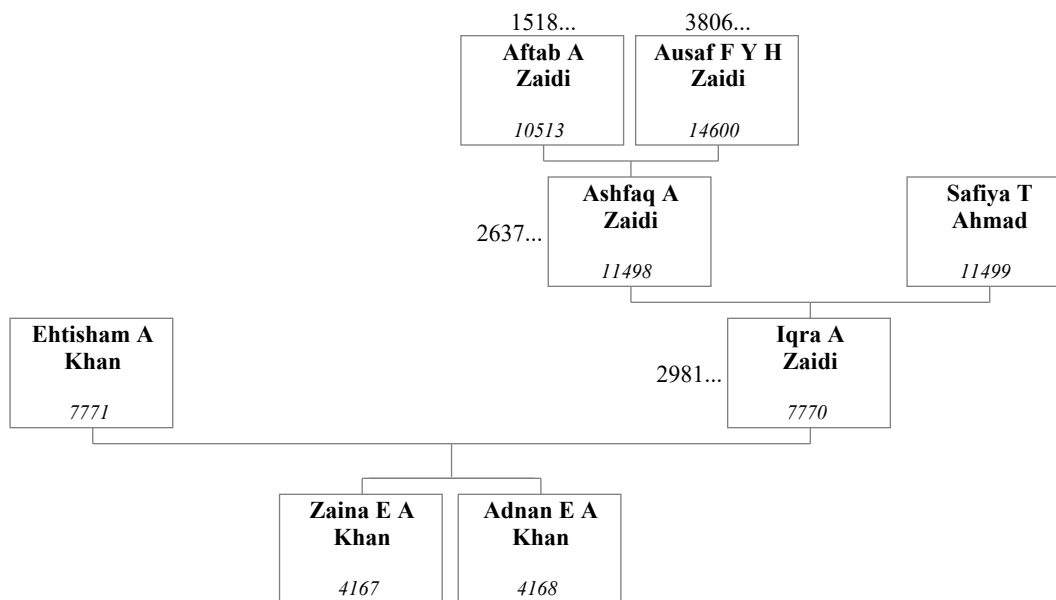 1518...
3806...
Aftab A
Zaidi
10513
Ausaf F Y H
Zaidi
14600
Ashfaq A
Zaidi
11498
2637...
Safiya T
Ahmad
11499
Ehtisham A
Khan
7771
Iqra A
Zaidi
7770
2981...
Zaina E A
Khan
4167
Adnan E A
Khan
4168